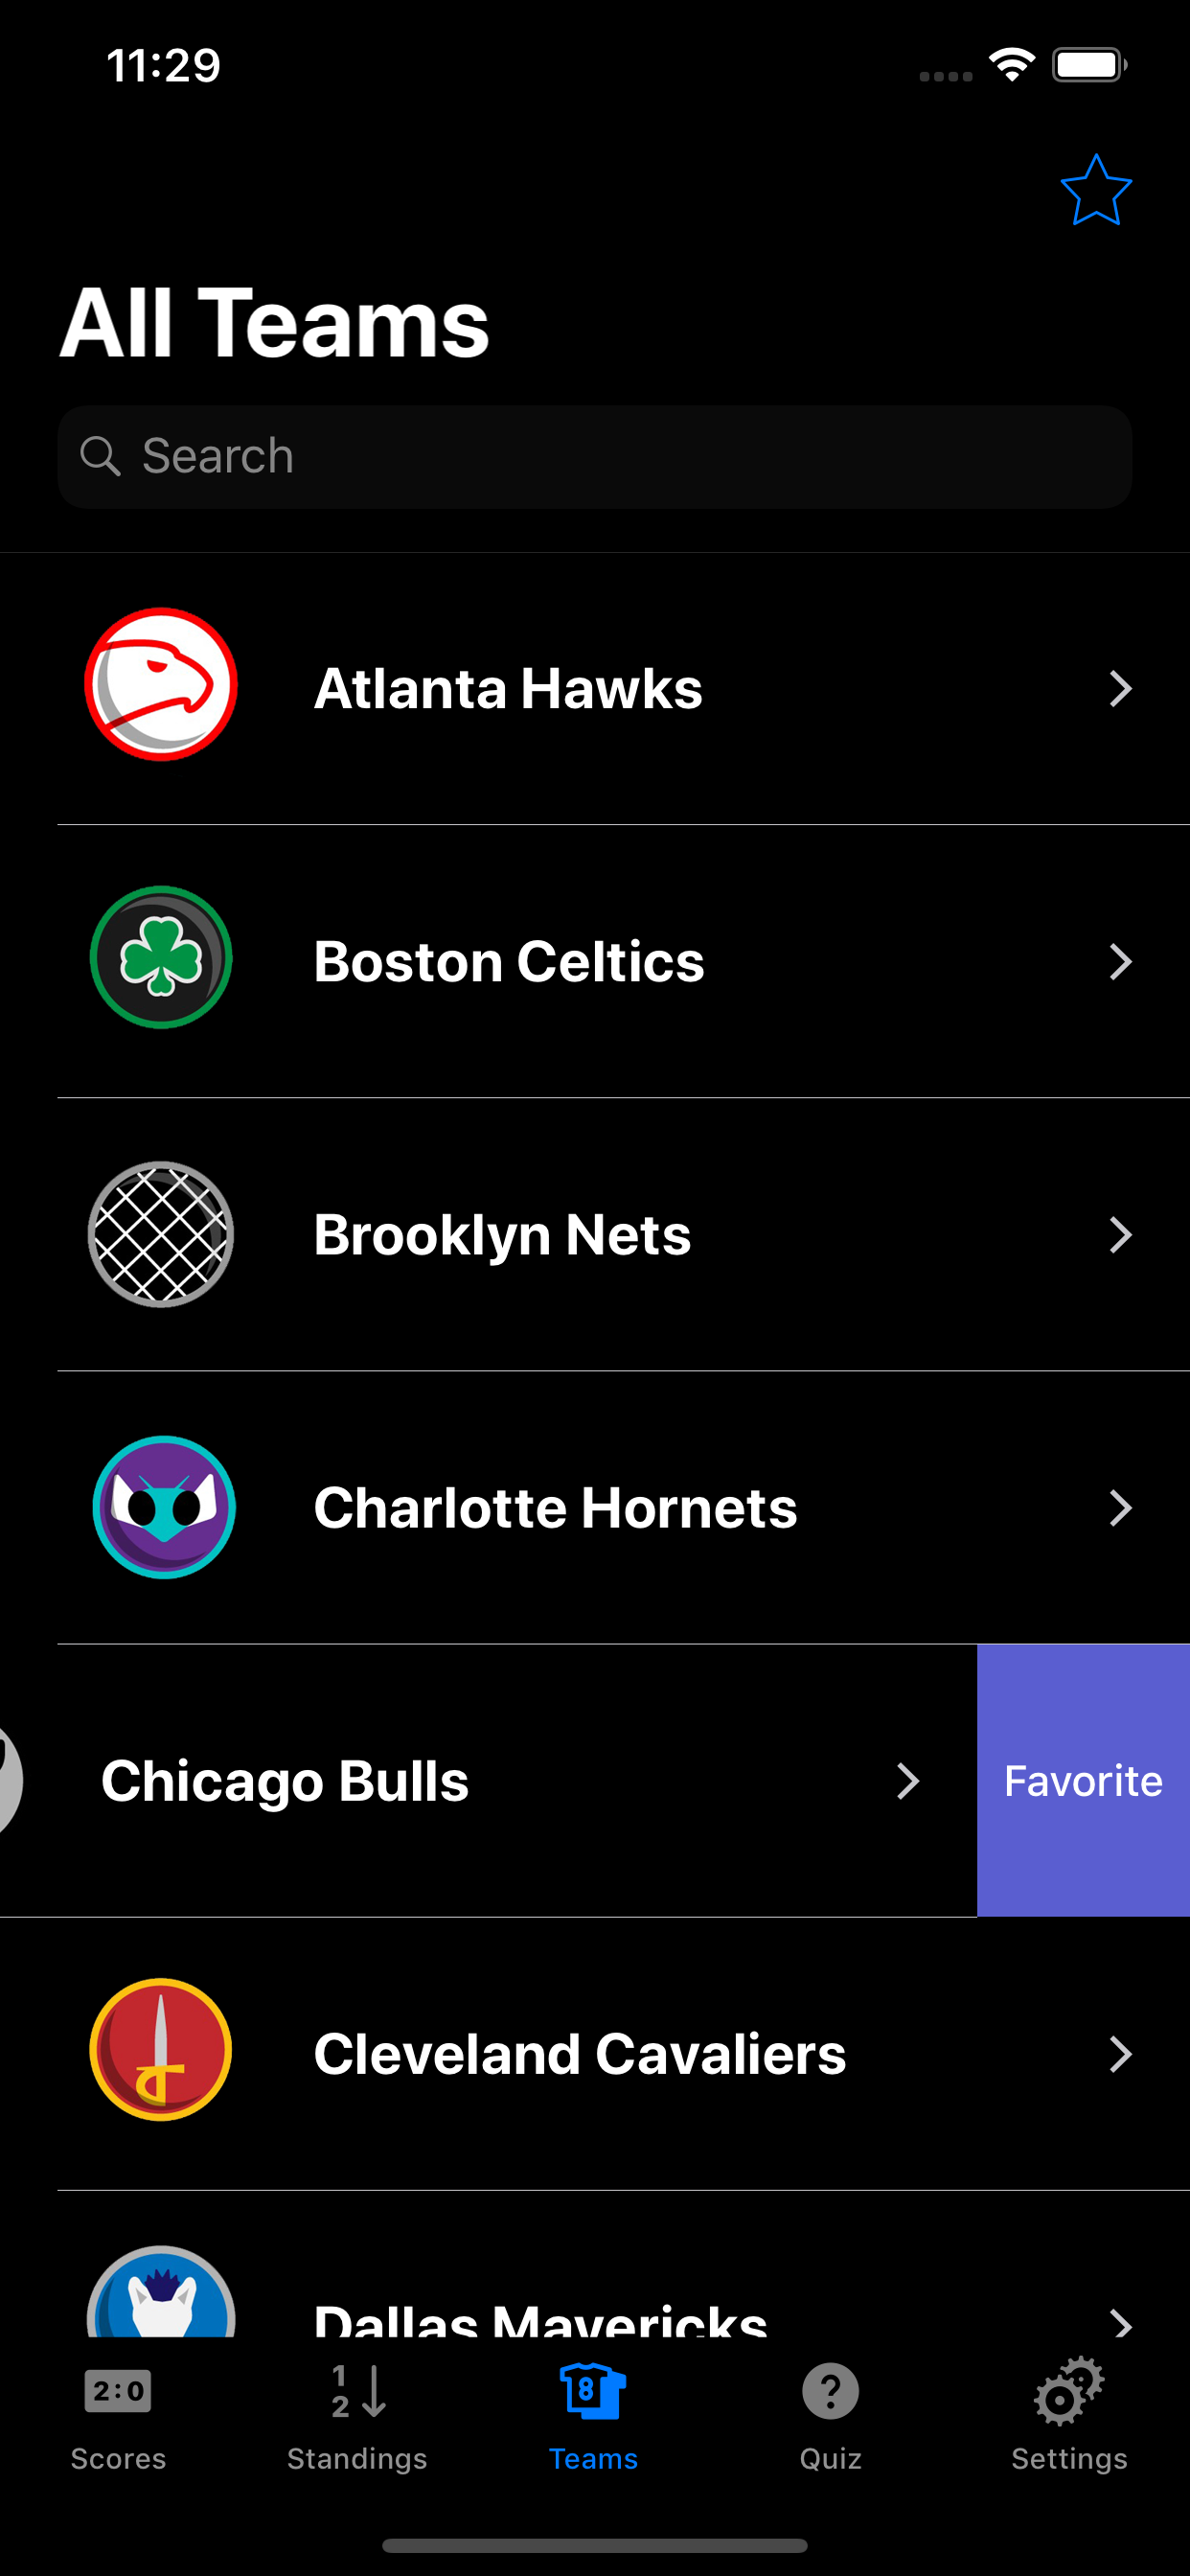 11:29
All Teams
Search
Atlanta Hawks
Boston Celtics
Brooklyn Nets
Charlotte Hornets
Chicago Bulls
Favorite
Cleveland Cavaliers
Dallas Mavericks
2:0
1
2
8
?
Scores
Standings
Teams
Quiz
Settings